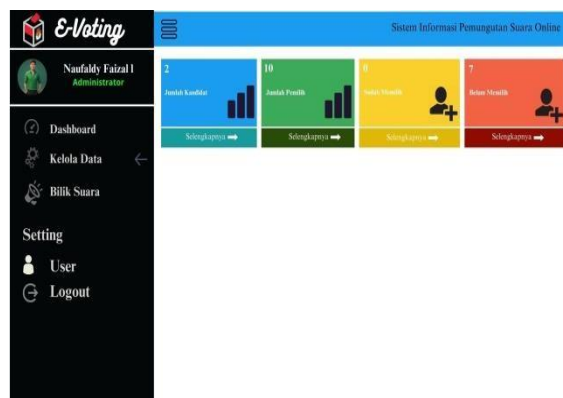 E-Voting
Sistem Informasi Pemungutan Suara Online
Naufaldy Faizal I
Administrator
Dashboard
Kelola Data
Bilik Suara
Setting
User
Logout
2
Jumlah Kandidat
Selengkapnya
10
Jumlah Pemilih
Selengkapnya
Sudah Memilih
Selengkapnya
7
Belum Memilih
Selengkapnya